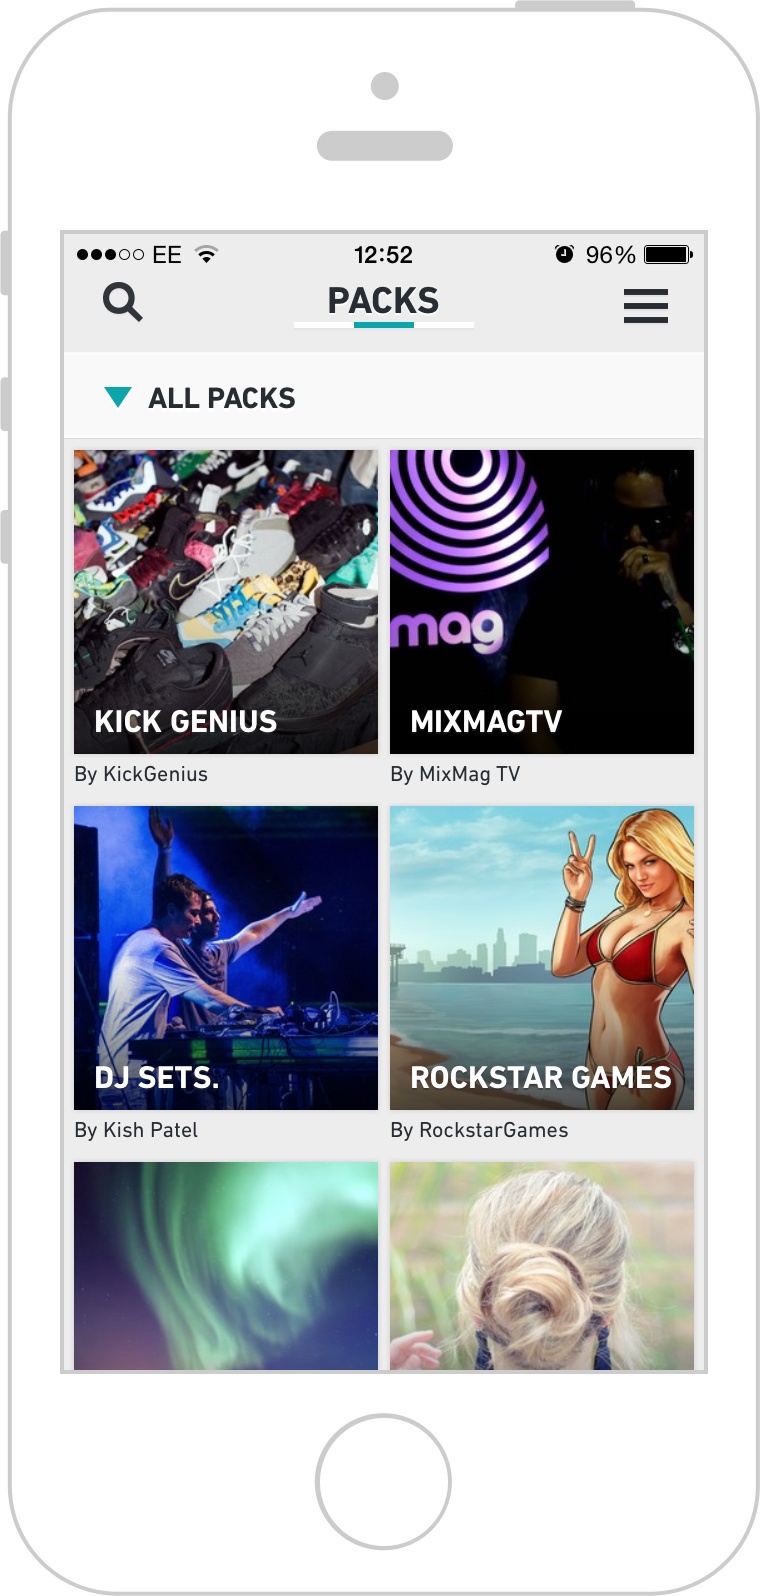 EE 12:52 96%
PACKS
ALL PACKS
mag
KICK GENIUS
MIXMAGTV
By KickGenius
By MixMag TV
DJ SETS.
ROCKSTAR GAMES
By Kish Patel
By RockstarGames